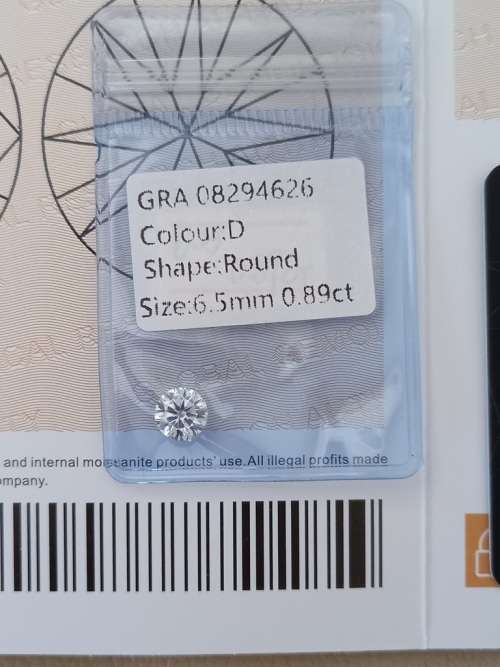 GRA 08294626
Colour:D
Shape:Round
Size:6.5mm 0.89ct
and internal moissanite products' use.All illegal profits made
ompany.